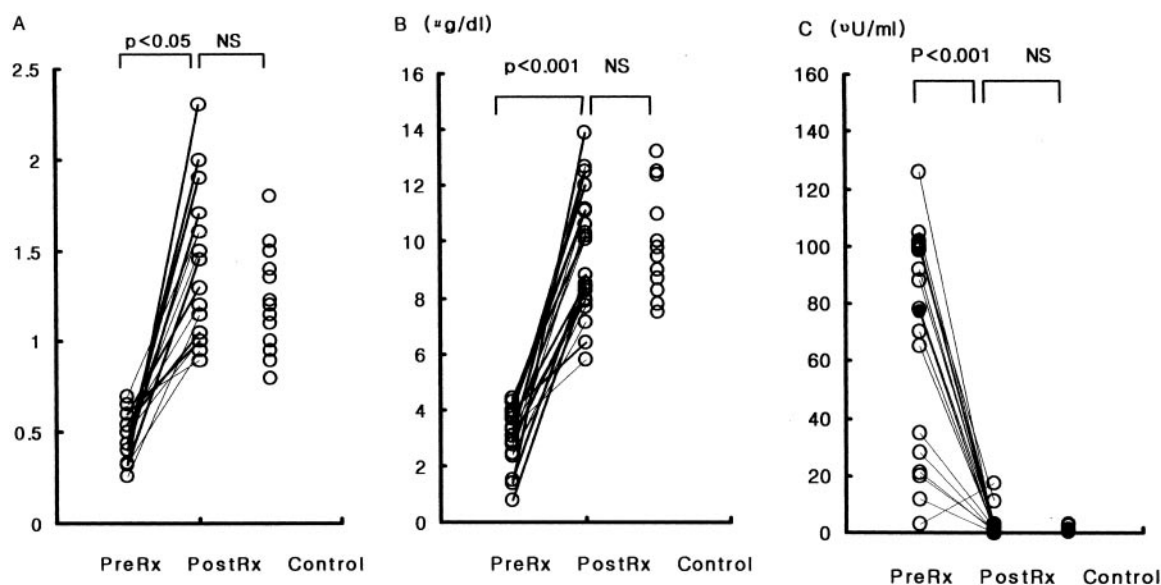 A
p<0.05 NS
2.5
2
1.5
1
0.5
0
PreRx PostRx Control
B (μg/dl)
p<0.001 NS
16
14
12
10
8
6
4
2
0
PreRx PostRx Control
C (υU/ml)
P<0.001 NS
160
140
120
100
80
60
40
20
0
PreRx PostRx Control